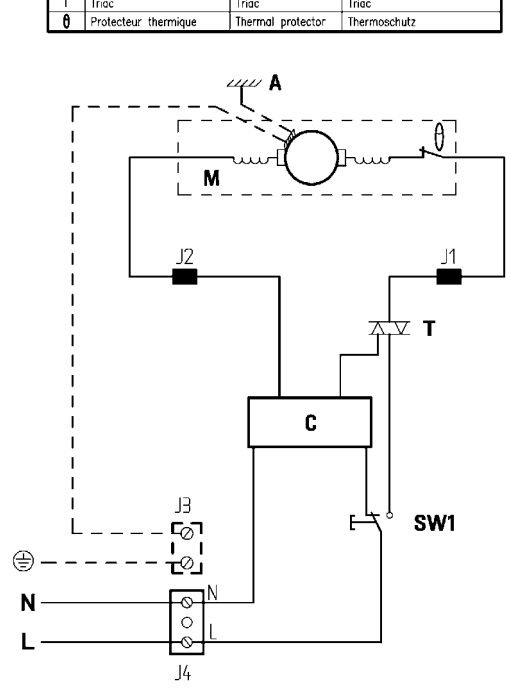 T Triac Triac Triac
θ Protecteur thermique Thermal protector Thermoschutz
A
θ
M
J2
J1
T
C
J3
SW1
N
N
L
L
J4